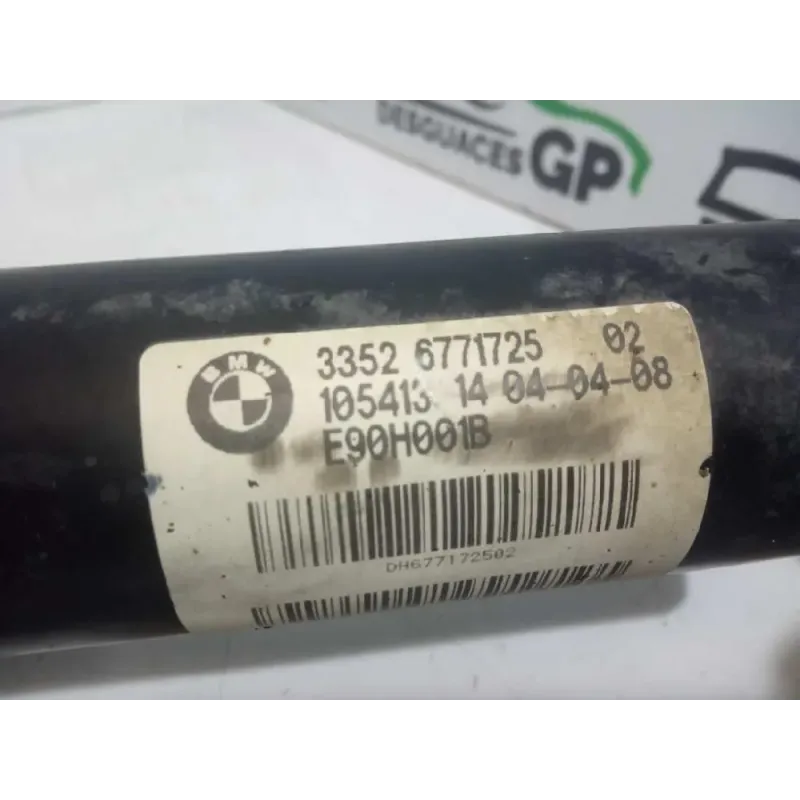 DESGUACES
GP
BMW
3352 6771725 02
105413 14 04-04-08
E90H001B
DH677172502